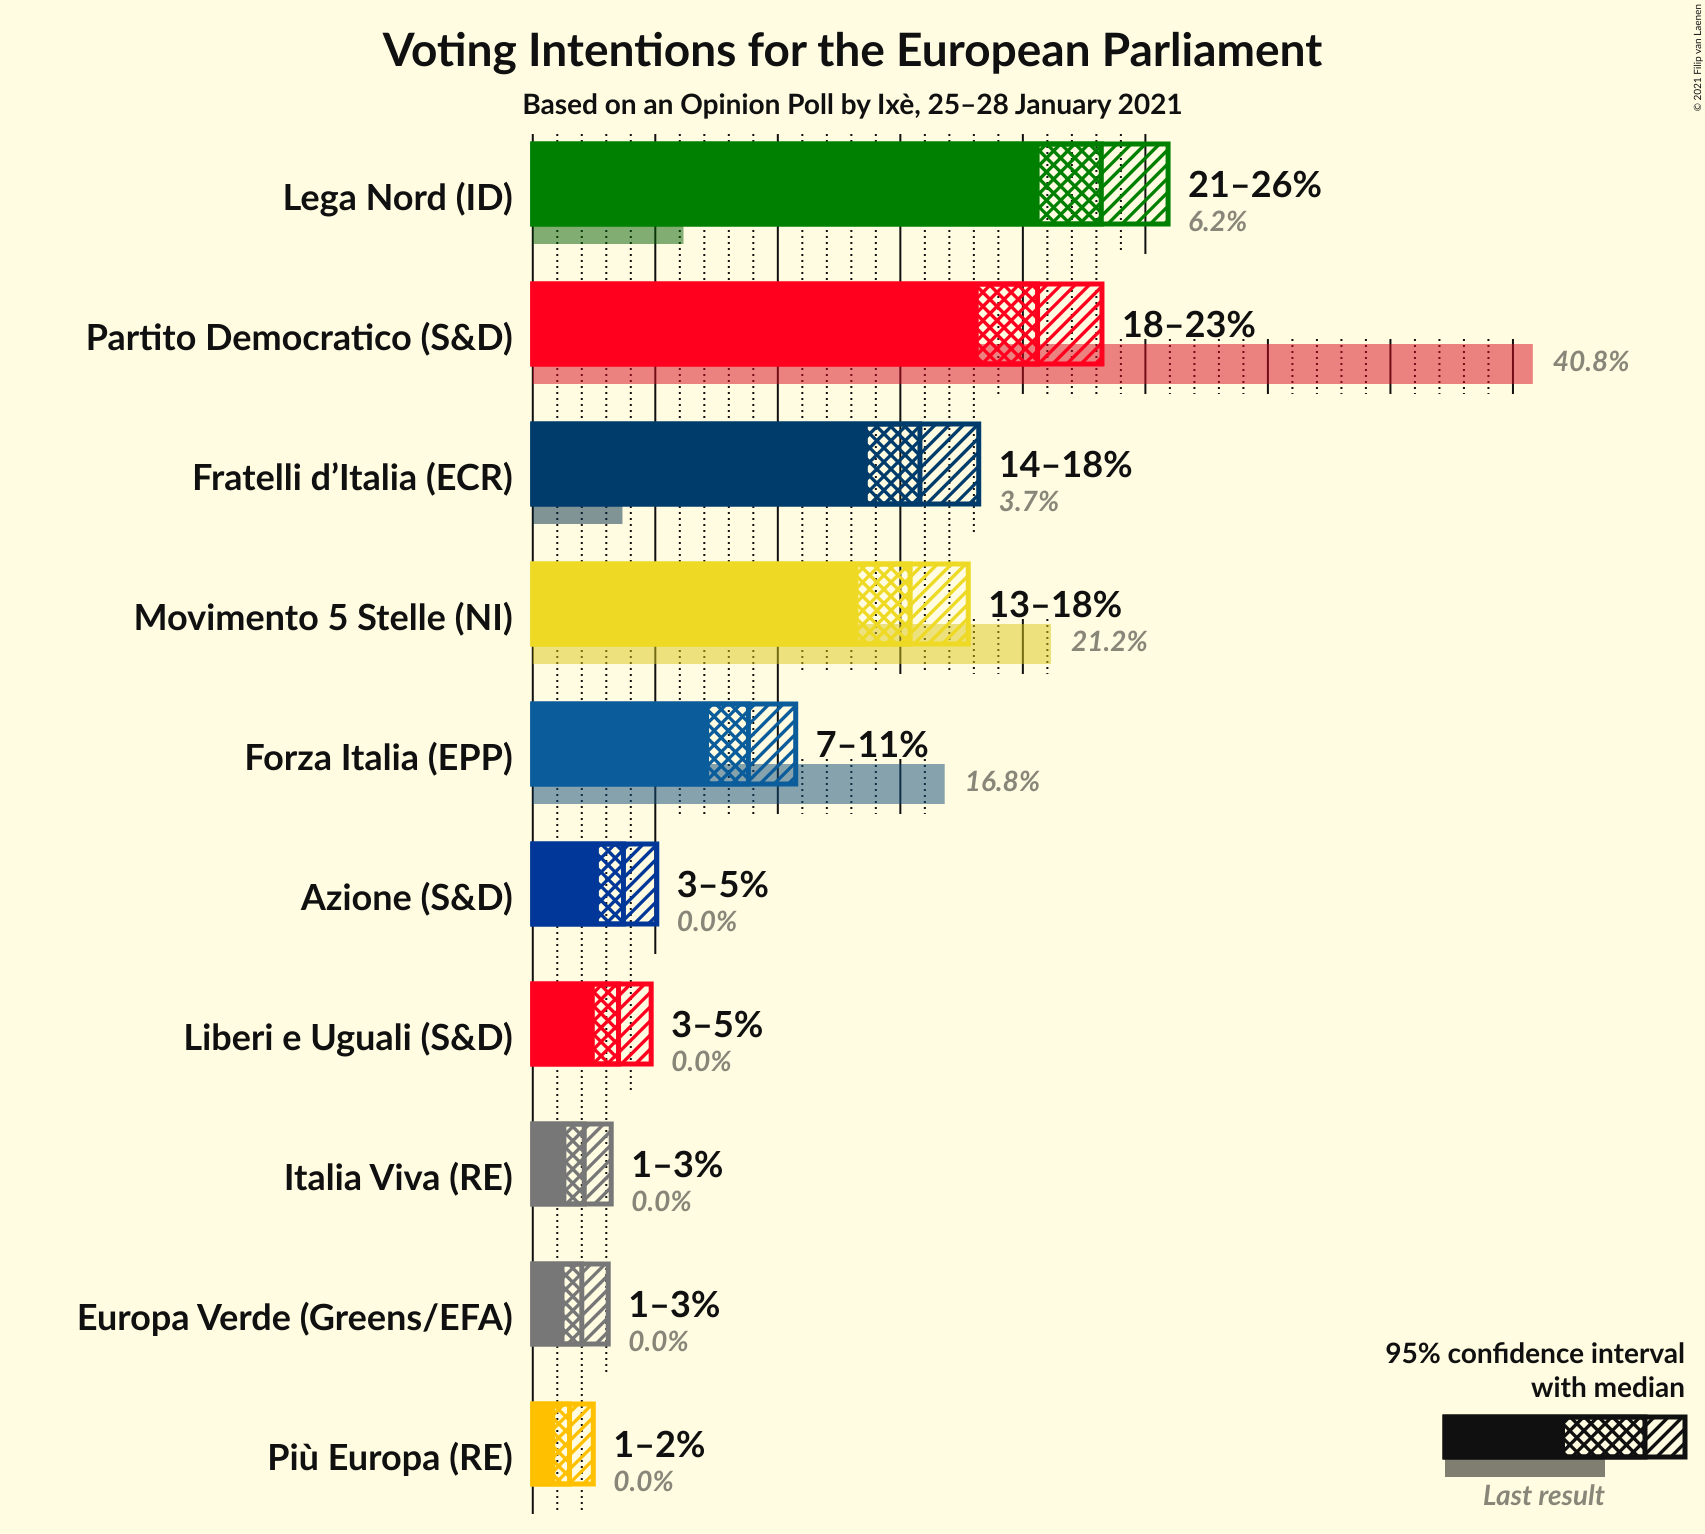 Voting Intentions for the European Parliament
Based on an Opinion Poll by Ixè, 25–28 January 2021
© 2021 Filip van Laenen
Lega Nord (ID)
21–26%
6.2%
Partito Democratico (S&D)
18–23%
40.8%
Fratelli d’Italia (ECR)
14–18%
3.7%
Movimento 5 Stelle (NI)
13–18%
21.2%
Forza Italia (EPP)
7–11%
16.8%
Azione (S&D)
3–5%
0.0%
Liberi e Uguali (S&D)
3–5%
0.0%
Italia Viva (RE)
1–3%
0.0%
Europa Verde (Greens/EFA)
1–3%
0.0%
Più Europa (RE)
1–2%
0.0%
95% confidence interval
with median
Last result